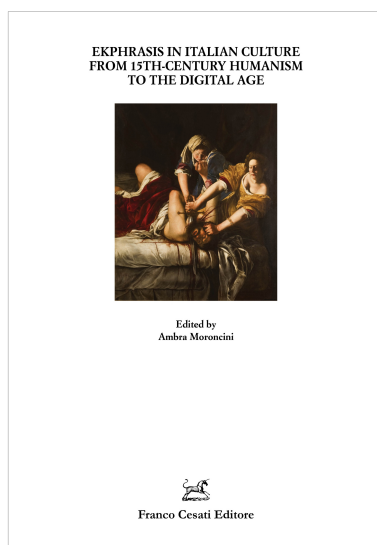 EKPHRASIS IN ITALIAN CULTURE
FROM 15TH-CENTURY HUMANISM
TO THE DIGITAL AGE
Edited by
Ambra Moroncini
Franco Cesati Editore